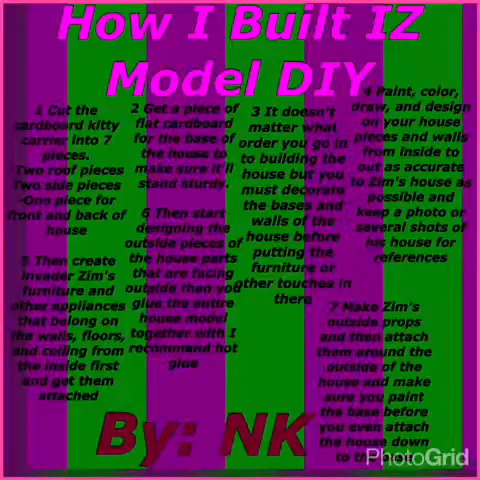 How I Built IZ
Model DIY
1 Cut the
cardboard kitty
carrier into 7
pieces.
Two roof pieces
Two side pieces
-One piece for
front and back of
house
2 Get a piece of
flat cardboard
for the base of
the house to
make sure it'll
stand sturdy.
3 It doesn't
matter what
order you go in
to building the
house but you
must decorate
the bases and
walls of the
house before
putting the
furniture or
other touches in
there
4 Paint, color,
draw, and design
on your house
pieces and walls
from inside to
out as accurate
to Zim's house as
possible and
keep a photo or
several shots of
his house for
references
5 Then create
invader Zim's
furniture and
other appliances
that belong on
the walls, floors,
and ceiling from
the inside first
and get them
attached
6 Then start
designing the
outside pieces of
the house parts
that are facing
outside then you
glue the entire
house model
together with I
recommend hot
glue
7 Make Zim's
outside props
and then attach
them around the
outside of the
house and make
sure you paint
the base before
you even attach
the house down
to the base
By: NK
PhotoGrid